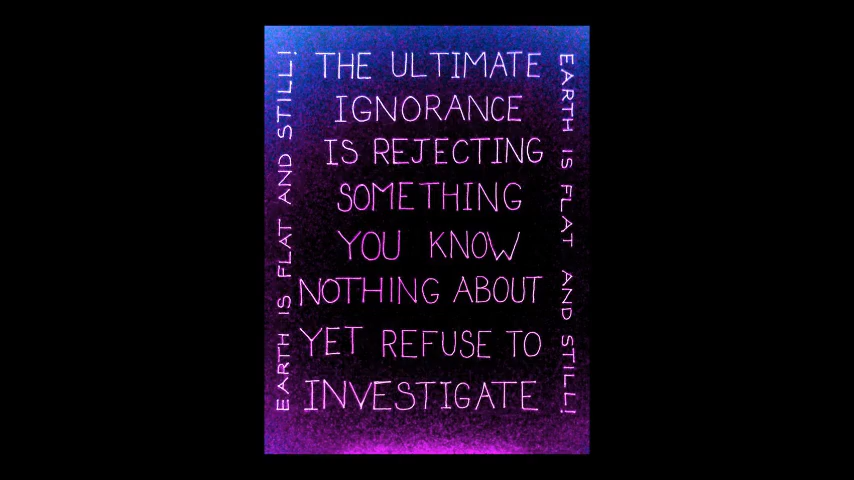 EARTH IS FLAT AND STILL!
THE ULTIMATE
IGNORANCE
IS REJECTING
SOMETHING
YOU KNOW
NOTHING ABOUT
YET REFUSE TO
INVESTIGATE
EARTH IS FLAT AND STILL!